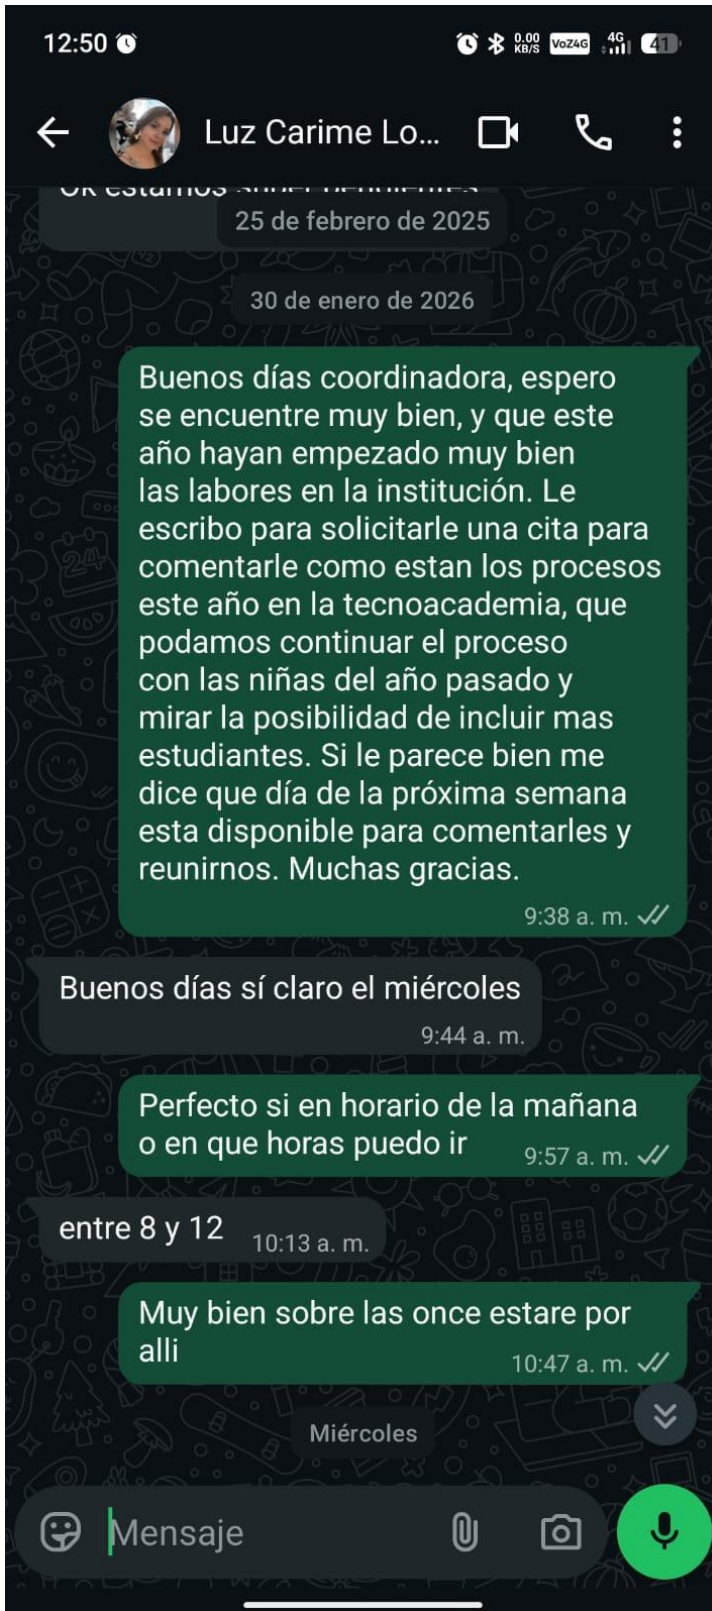 12:50
0.00
KB/S
VoZ4G
4G
41
Luz Carime Lo...
Ok estamos super pendientes
25 de febrero de 2025
30 de enero de 2026
Buenos días coordinadora, espero
se encuentre muy bien, y que este
año hayan empezado muy bien
las labores en la institución. Le
escribo para solicitarle una cita para
comentarle como estan los procesos
este año en la tecnoacademia, que
podamos continuar el proceso
con las niñas del año pasado y
mirar la posibilidad de incluir mas
estudiantes. Si le parece bien me
dice que día de la próxima semana
esta disponible para comentarles y
reunirnos. Muchas gracias.
9:38 a. m.
Buenos días sí claro el miércoles
9:44 a. m.
Perfecto si en horario de la mañana
o en que horas puedo ir 9:57 a. m.
entre 8 y 12 10:13 a. m.
Muy bien sobre las once estare por
alli 10:47 a. m.
Miércoles
Mensaje